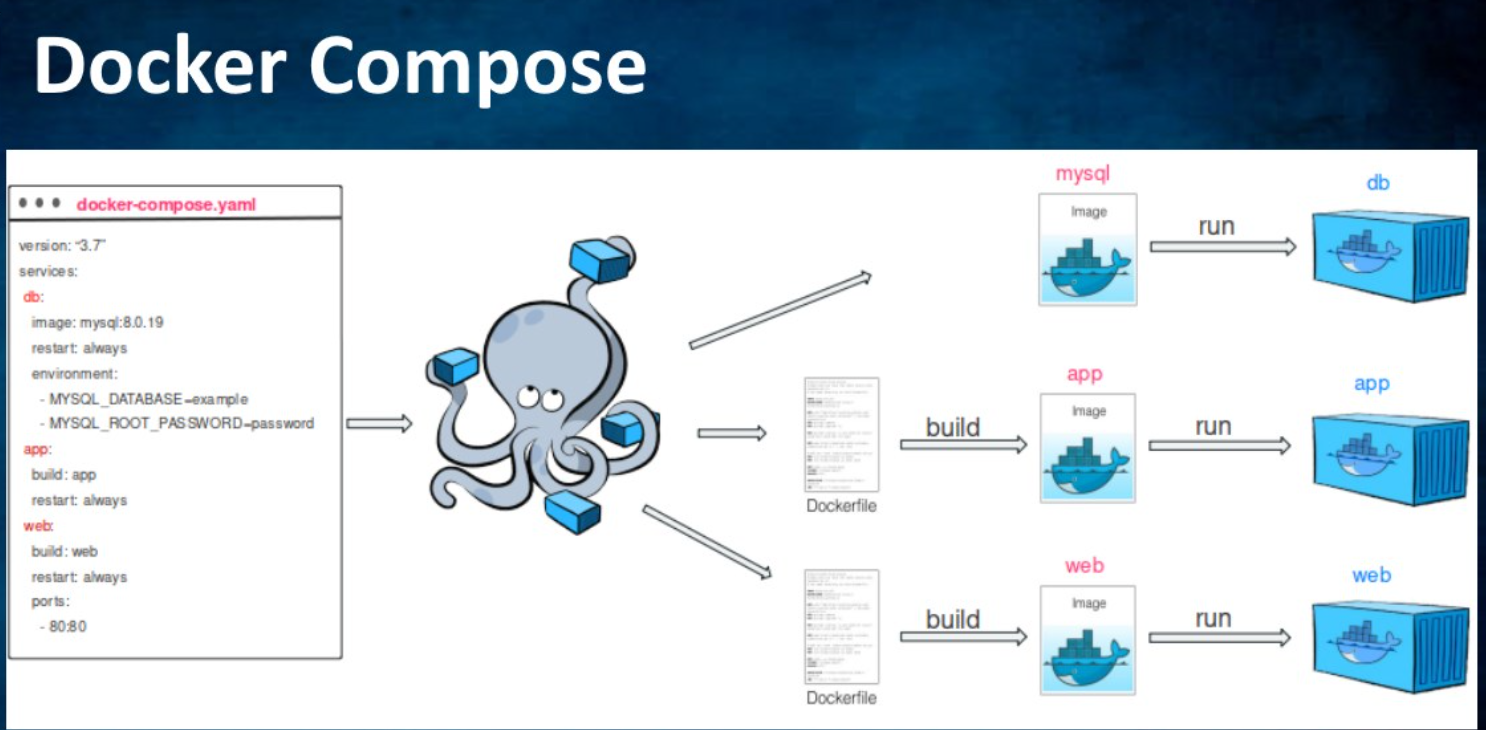 Docker Compose
docker-compose.yaml
version: “3.7”
services:
db:
image: mysql:8.0.19
restart: always
environment:
- MYSQL_DATABASE=example
- MYSQL_ROOT_PASSWORD=password
app:
build: app
restart: always
web:
build: web
restart: always
ports:
- 80:80
mysql
Image
run
db
Dockerfile
build
app
Image
run
app
Dockerfile
build
web
Image
run
web